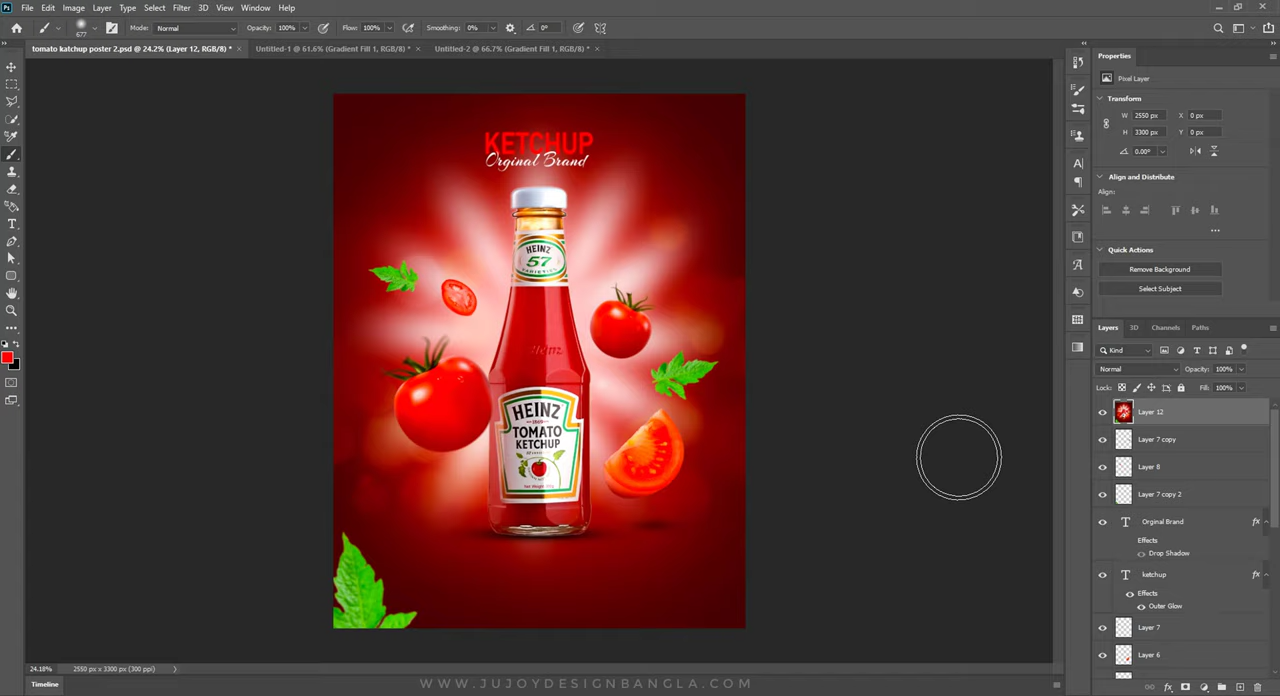 File Edit Image Layer Type Select Filter 3D View Window Help
677 Mode: Normal Opacity: 100% Flow: 100% Smoothing: 0% 0°
tomato katchup poster 2.psd @ 24.2% (Layer 12, RGB/8) * × Untitled-1 @ 61.6% (Gradient Fill 1, RGB/8) * × Untitled-2 @ 66.7% (Gradient Fill 1, RGB/8) * ×
KETCHUP
Orginal Brand
HEINZ
57
VARIETIES
Heinz
HEINZ
TOMATO
KETCHUP
Properties
Pixel Layer
Transform
W 2550 px X 0 px
H 3300 px Y 0 px
0.00°
Align and Distribute
Align:
Quick Actions
Remove Background
Select Subject
Layers 3D Channels Paths
Kind
Normal Opacity: 100%
Lock: Fill: 100%
Layer 12
Layer 7 copy
Layer 8
Layer 7 copy 2
Orginal Brand fx
Effects
Drop Shadow
ketchup fx
Effects
Outer Glow
Layer 7
Layer 6
24.18% 2550 px x 3300 px (300 ppi)
Timeline
WWW.JUJOYDESIGNBANGLA.COM